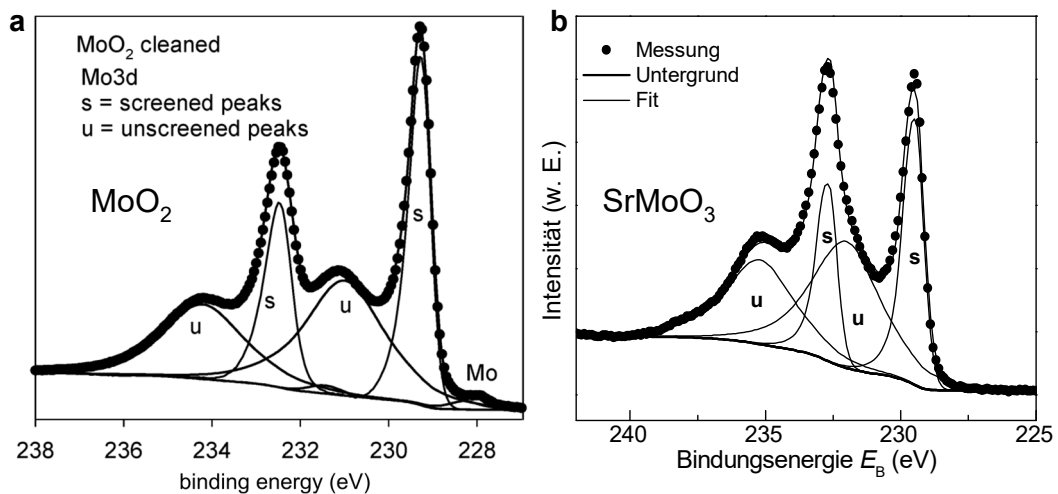 a
MoO₂ cleaned
Mo3d
s = screened peaks
u = unscreened peaks
MoO₂
u
s
u
s
Mo
238 236 234 232 230 228
binding energy (eV)
b
Messung
Untergrund
Fit
SrMoO₃
Intensität (w. E.)
u
s
u
s
240 235 230 225
Bindungsenergie E_B (eV)